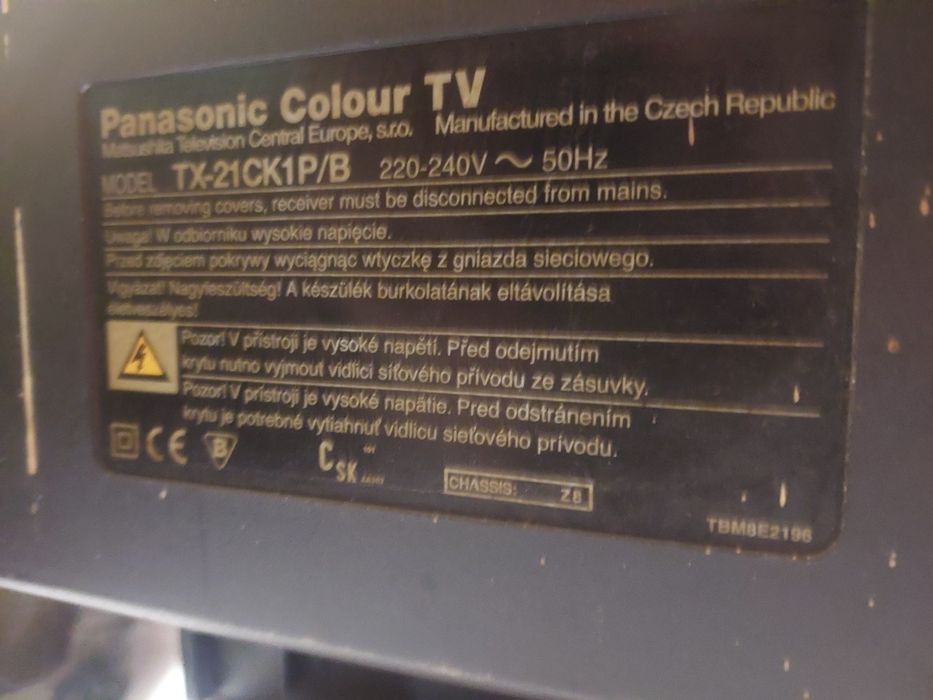 Panasonic Colour TV
Matsushita Television Central Europe, s.r.o. Manufactured in the Czech Republic
MODEL TX-21CK1P/B 220-240V ~ 50Hz
Before removing covers, receiver must be disconnected from mains.
Uwaga! W odbiorniku wysokie napięcie.
Przed zdjęciem pokrywy wyciągnąć wtyczkę z gniazda sieciowego.
Vigyázat! Nagyfeszültség! A készülék burkolatának eltávolítása
életveszélyes!
Pozor! V přístroji je vysoké napětí. Před odejmutím
krytu nutno vyjmout vidlici síťového přívodu ze zásuvky.
Pozor! V prístroji je vysoké napätie. Pred odstránením
krytu je potrebné vytiahnuť vidlicu sieťového prívodu.
CE B CSK
CHASSIS: Z8
TBM8E2196